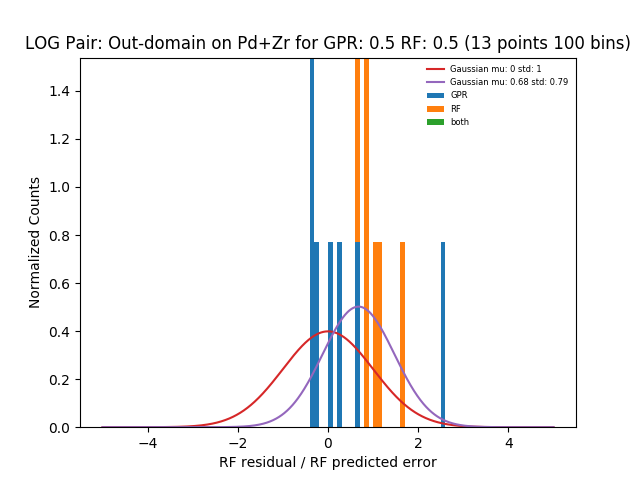 LOG Pair: Out-domain on Pd+Zr for GPR: 0.5 RF: 0.5 (13 points 100 bins)
Gaussian mu: 0 std: 1
Gaussian mu: 0.68 std: 0.79
GPR
RF
both
Normalized Counts
1.4
1.2
1.0
0.8
0.6
0.4
0.2
0.0
−4
−2
0
2
4
RF residual / RF predicted error